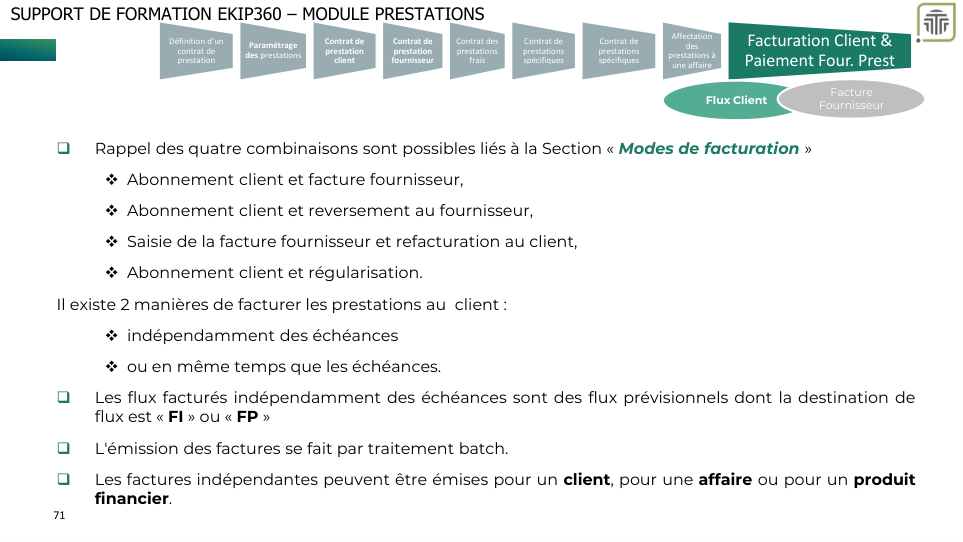 SUPPORT DE FORMATION EKIP360 – MODULE PRESTATIONS
Définition d'un
contrat de
prestation
Paramétrage
des prestations
Contrat de
prestation
client
Contrat de
prestation
fournisseur
Contrat des
prestations
frais
Contrat de
prestations
spécifiques
Contrat de
prestations
spécifiques
Affectation
des
prestations à
une affaire
Facturation Client &
Paiement Four. Prest
Flux Client
Facture
Fournisseur
❑ Rappel des quatre combinaisons sont possibles liés à la Section « Modes de facturation »
❖ Abonnement client et facture fournisseur,
❖ Abonnement client et reversement au fournisseur,
❖ Saisie de la facture fournisseur et refacturation au client,
❖ Abonnement client et régularisation.
Il existe 2 manières de facturer les prestations au client :
❖ indépendamment des échéances
❖ ou en même temps que les échéances.
❑ Les flux facturés indépendamment des échéances sont des flux prévisionnels dont la destination de
flux est « FI » ou « FP »
❑ L'émission des factures se fait par traitement batch.
❑ Les factures indépendantes peuvent être émises pour un client, pour une affaire ou pour un produit
financier.
71